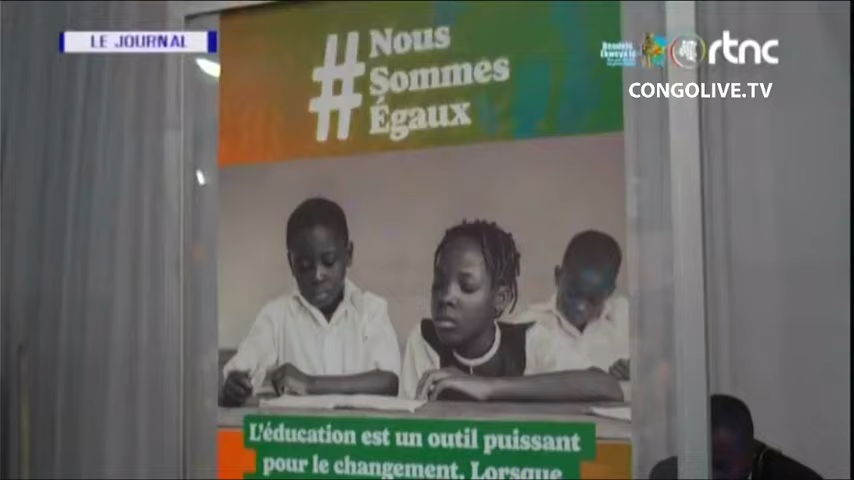 LE JOURNAL
rtnc
CONGOLIVE.TV
#Nous
Sommes
Égaux
L'éducation est un outil puissant
pour le changement. Lorsque